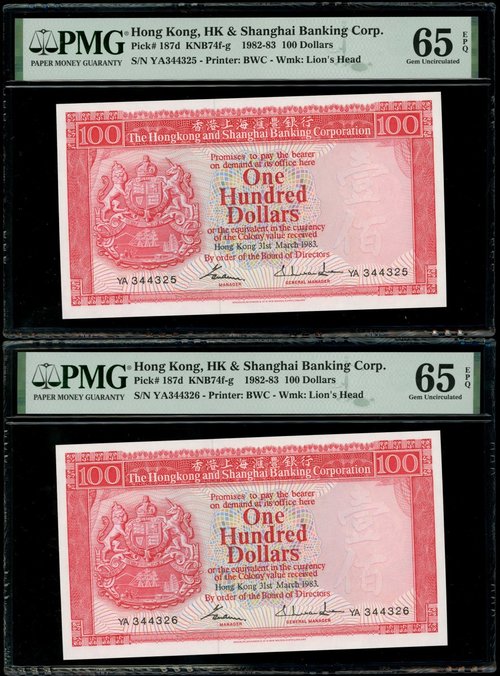 PMG
PAPER MONEY GUARANTY
Hong Kong, HK & Shanghai Banking Corp.
Pick# 187d KNB74f-g 1982-83 100 Dollars
S/N YA344325 - Printer: BWC - Wmk: Lion's Head
65 EPQ
Gem Uncirculated
100 香港上海滙豐銀行 100
The Hongkong and Shanghai Banking Corporation
Promises to pay the bearer
on demand at its office here
One
Hundred
Dollars
or the equivalent in the currency
of the Colony value received
Hong Kong 31st March 1983.
By order of the Board of Directors
壹佰
YA 344325
YA 344325
MANAGER
GENERAL MANAGER
PMG
PAPER MONEY GUARANTY
Hong Kong, HK & Shanghai Banking Corp.
Pick# 187d KNB74f-g 1982-83 100 Dollars
S/N YA344326 - Printer: BWC - Wmk: Lion's Head
65 EPQ
Gem Uncirculated
100 香港上海滙豐銀行 100
The Hongkong and Shanghai Banking Corporation
Promises to pay the bearer
on demand at its office here
One
Hundred
Dollars
or the equivalent in the currency
of the Colony value received
Hong Kong 31st March 1983.
By order of the Board of Directors
壹佰
YA 344326
YA 344326
MANAGER
GENERAL MANAGER